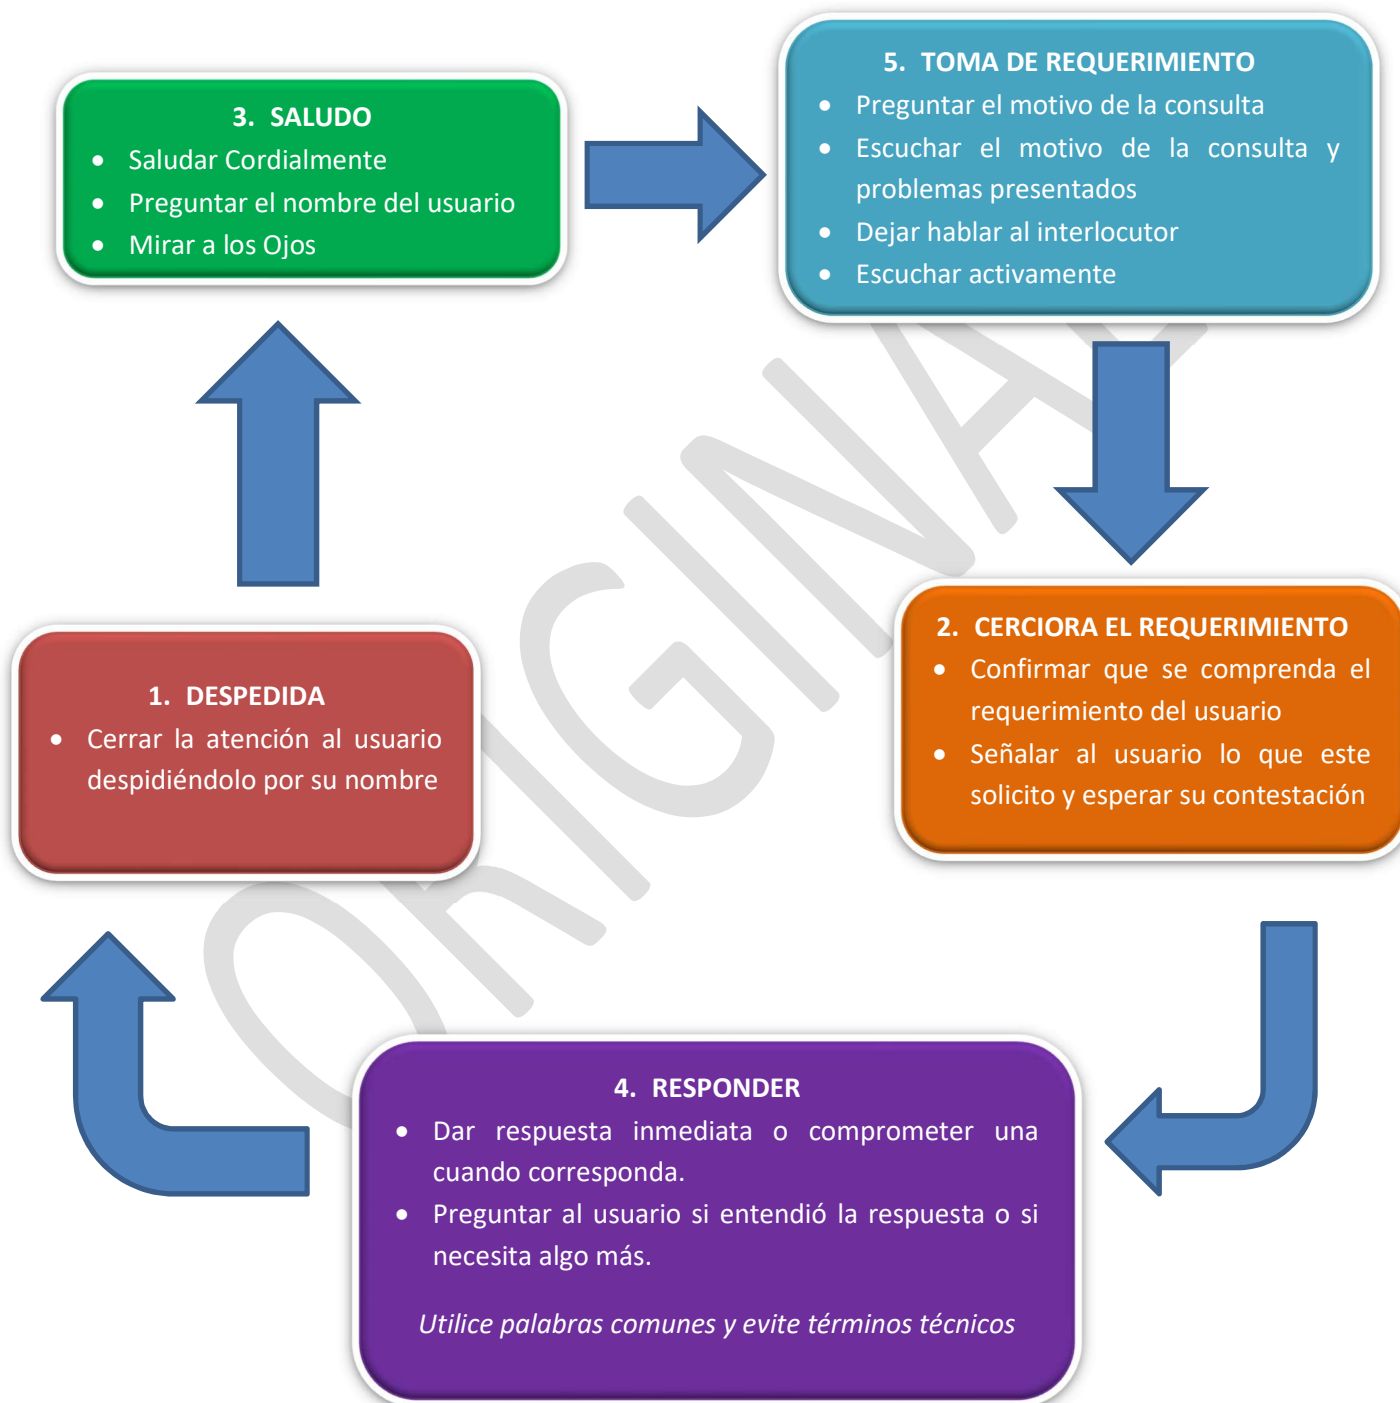 3. SALUDO
• Saludar Cordialmente
• Preguntar el nombre del usuario
• Mirar a los Ojos
5. TOMA DE REQUERIMIENTO
• Preguntar el motivo de la consulta
• Escuchar el motivo de la consulta y
problemas presentados
• Dejar hablar al interlocutor
• Escuchar activamente
2. CERCIORA EL REQUERIMIENTO
• Confirmar que se comprenda el
requerimiento del usuario
• Señalar al usuario lo que este
solicito y esperar su contestación
1. DESPEDIDA
• Cerrar la atención al usuario
despidiéndolo por su nombre
4. RESPONDER
• Dar respuesta inmediata o comprometer una
cuando corresponda.
• Preguntar al usuario si entendió la respuesta o si
necesita algo más.
Utilice palabras comunes y evite términos técnicos
ORIGINAL